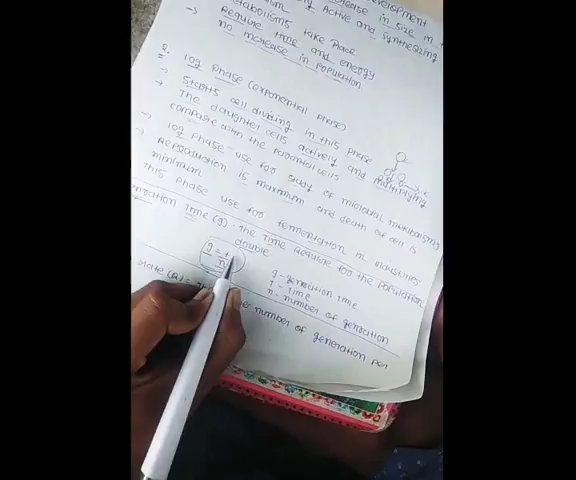 development
increase in size in
Active and synthesizing
metabolisms take place
→ Require time and energy
no increase in population
2. log phase (exponential phase)
→ Starts cell dividing in this phase
→ The daughter cells actively and multiplying
compare with the parental cells
→ log phase - use for study of microbial metabolisms
→ Reproduction is maximum and death of cell is
minimum
This phase use for fermentation in industries
Time (g). The Time Require for the population
double
g = t/n
g - generation Time
t - Time
n - number of generation
number of generation per